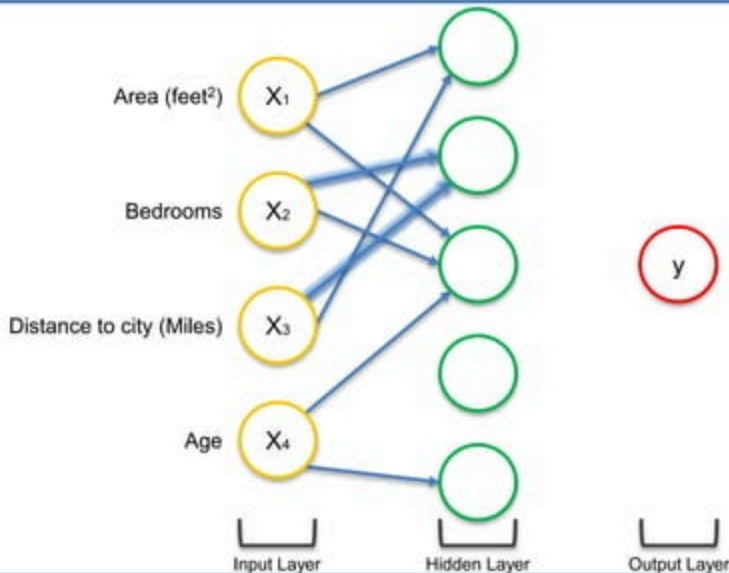 Area (feet²)
X₁
Bedrooms
X₂
Distance to city (Miles)
X₃
Age
X₄
y
Input Layer
Hidden Layer
Output Layer